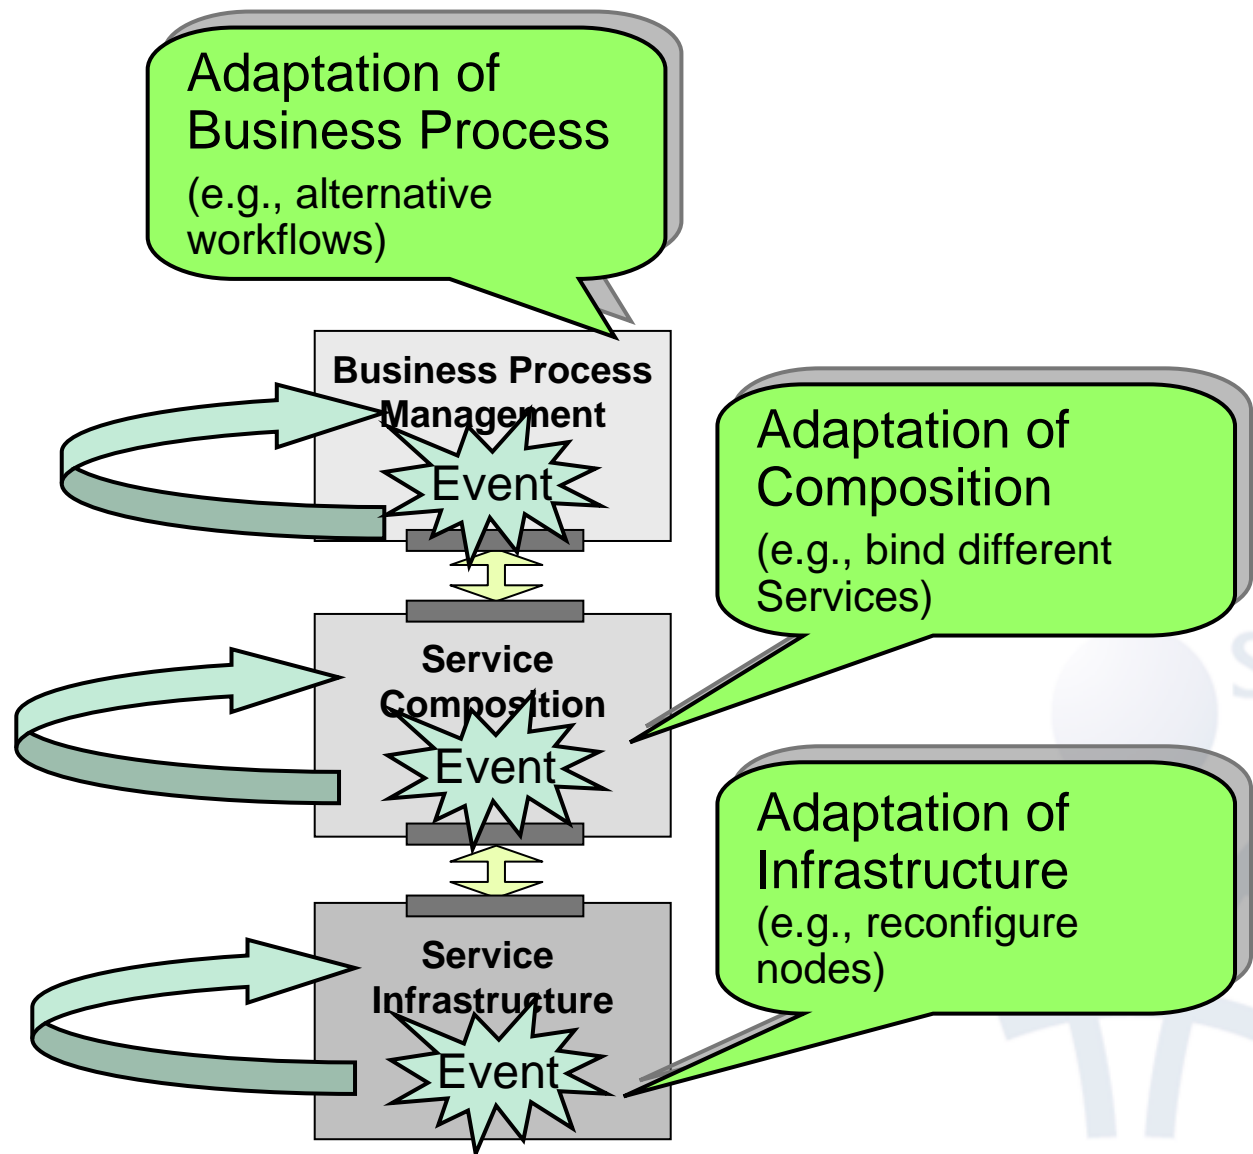 Adaptation of
Business Process
(e.g., alternative
workflows)
Business Process
Management
Event
Adaptation of
Composition
(e.g., bind different
Services)
Service
Composition
Event
Adaptation of
Infrastructure
(e.g., reconfigure
nodes)
Service
Infrastructure
Event